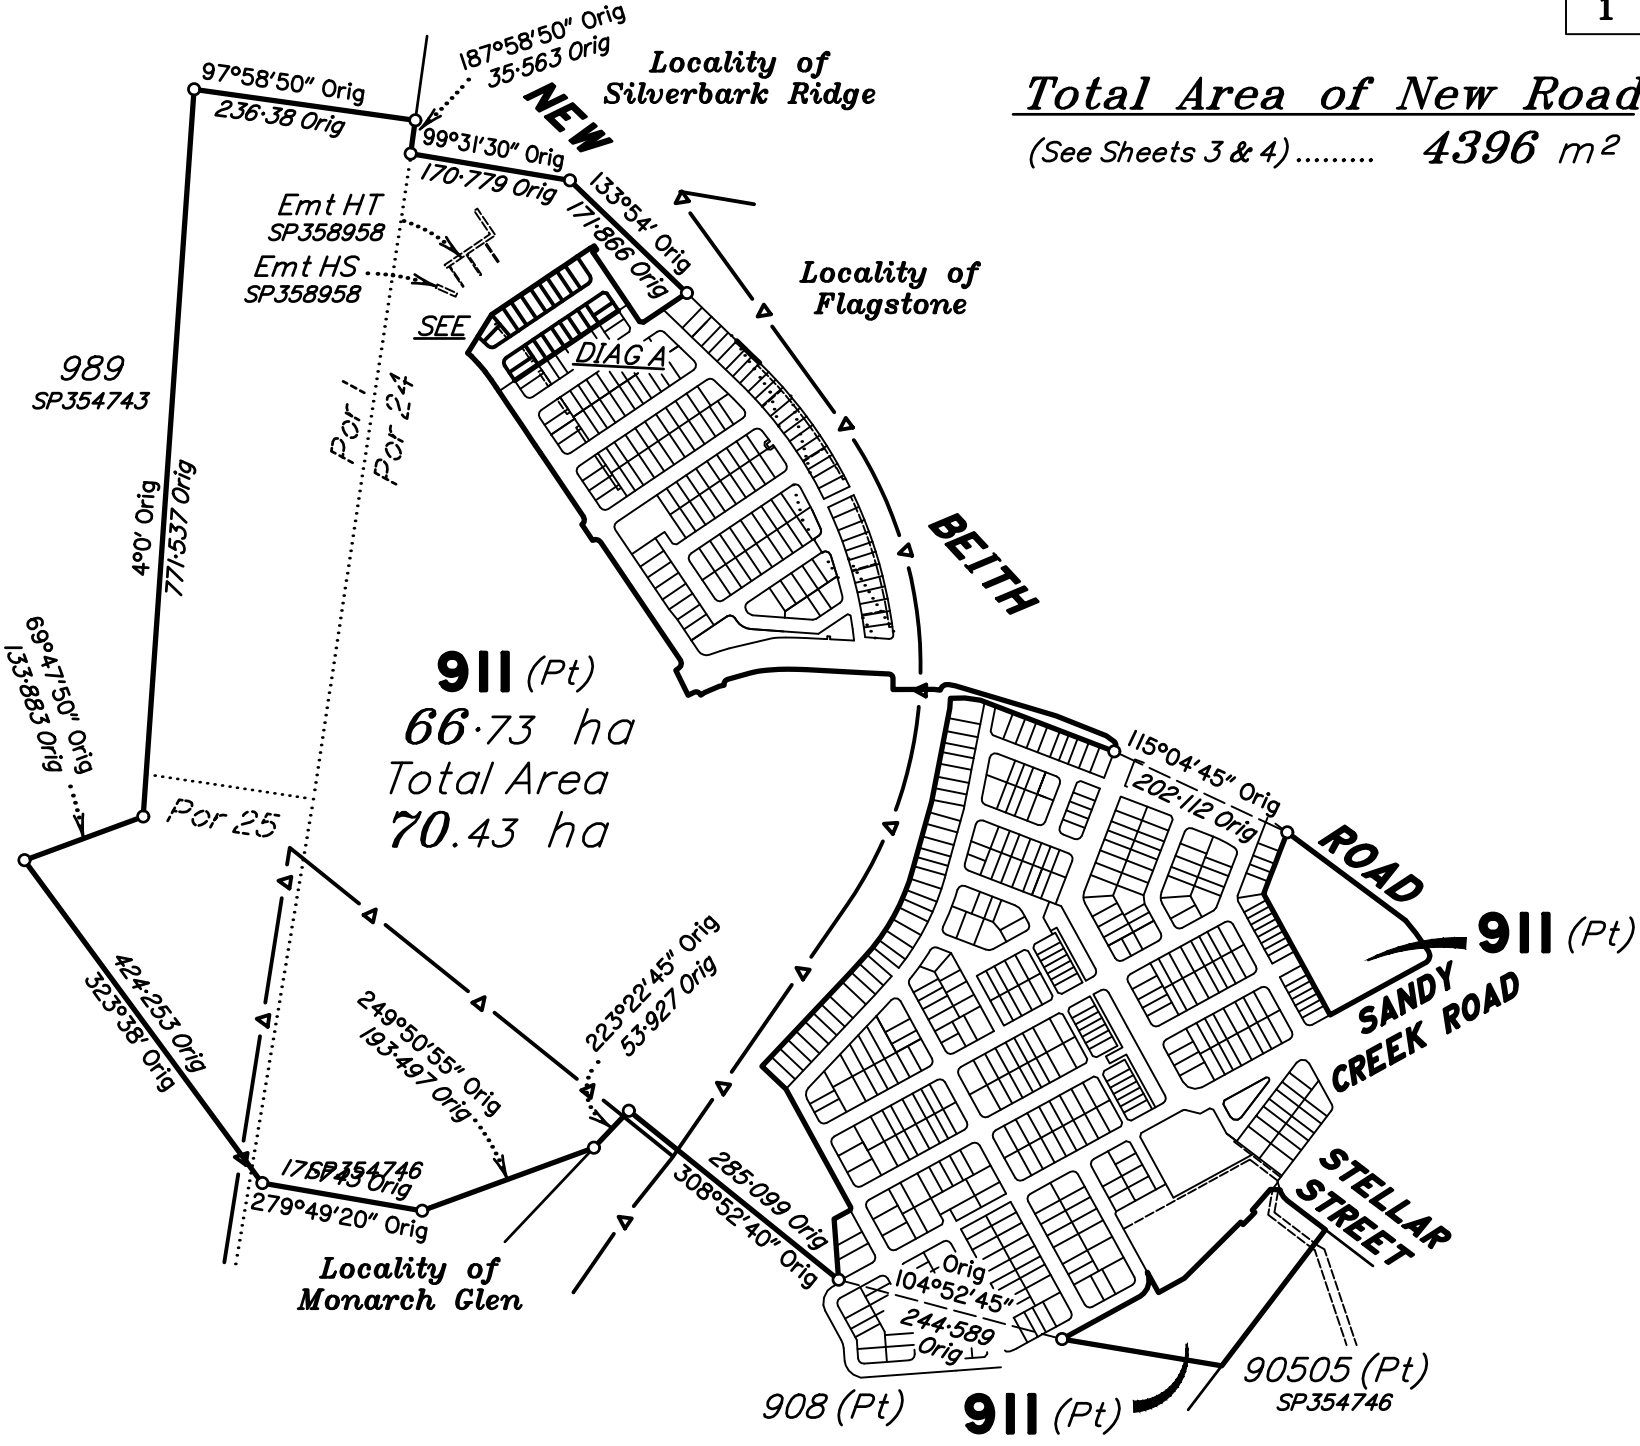 1
187°58'50" Orig
35·563 Orig
97°58'50" Orig
236·38 Orig
Locality of
Silverbark Ridge
NEW
Total Area of New Road
(See Sheets 3 & 4) ......... 4396 m²
99°31'30" Orig
170·779 Orig
133°54' Orig
171·866 Orig
Emt HT
SP358958
Emt HS
SP358958
SEE
DIAG A
Locality of
Flagstone
989
SP354743
Por 1
Por 24
4°0' Orig
771·537 Orig
BEITH
69°47'50" Orig
133·883 Orig
911 (Pt)
66·73 ha
Total Area
70.43 ha
Por 25
115°04'45" Orig
202·112 Orig
ROAD
911 (Pt)
SANDY
CREEK ROAD
424·253 Orig
323°38' Orig
249°50'55" Orig
193·497 Orig
223°22'45" Orig
53·927 Orig
SP354746
279°49'20" Orig
285·099 Orig
308°52'40" Orig
STELLAR
STREET
Locality of
Monarch Glen
Orig
104°52'45"
244·589
Orig
90505 (Pt)
SP354746
908 (Pt)
911 (Pt)